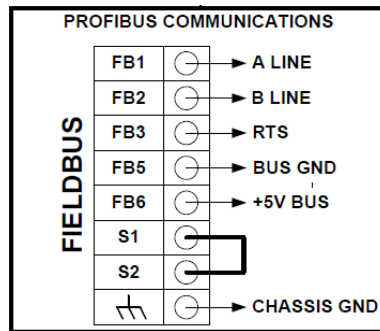 PROFIBUS COMMUNICATIONS
FIELDBUS
FB1 A LINE
FB2 B LINE
FB3 RTS
FB5 BUS GND
FB6 +5V BUS
S1
S2
CHASSIS GND